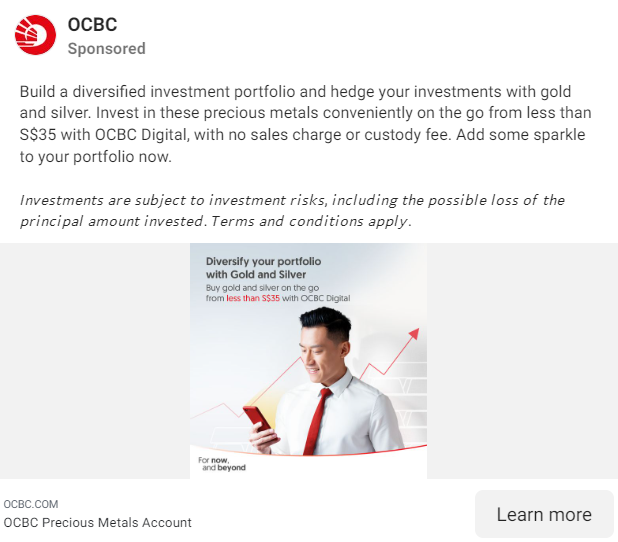 OCBC
Sponsored
Build a diversified investment portfolio and hedge your investments with gold
and silver. Invest in these precious metals conveniently on the go from less than
S$35 with OCBC Digital, with no sales charge or custody fee. Add some sparkle
to your portfolio now.
Investments are subject to investment risks, including the possible loss of the
principal amount invested. Terms and conditions apply.
Diversify your portfolio
with Gold and Silver
Buy gold and silver on the go
from less than S$35 with OCBC Digital
For now,
and beyond
OCBC.COM
OCBC Precious Metals Account
Learn more